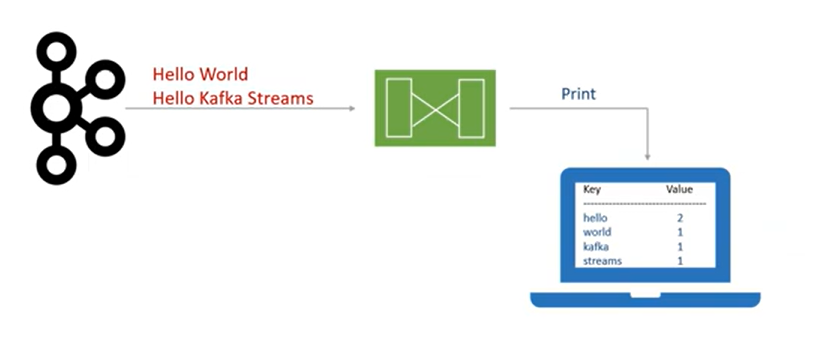 Hello World
Hello Kafka Streams
Print
Key Value
------------------------------------
hello 2
world 1
kafka 1
streams 1